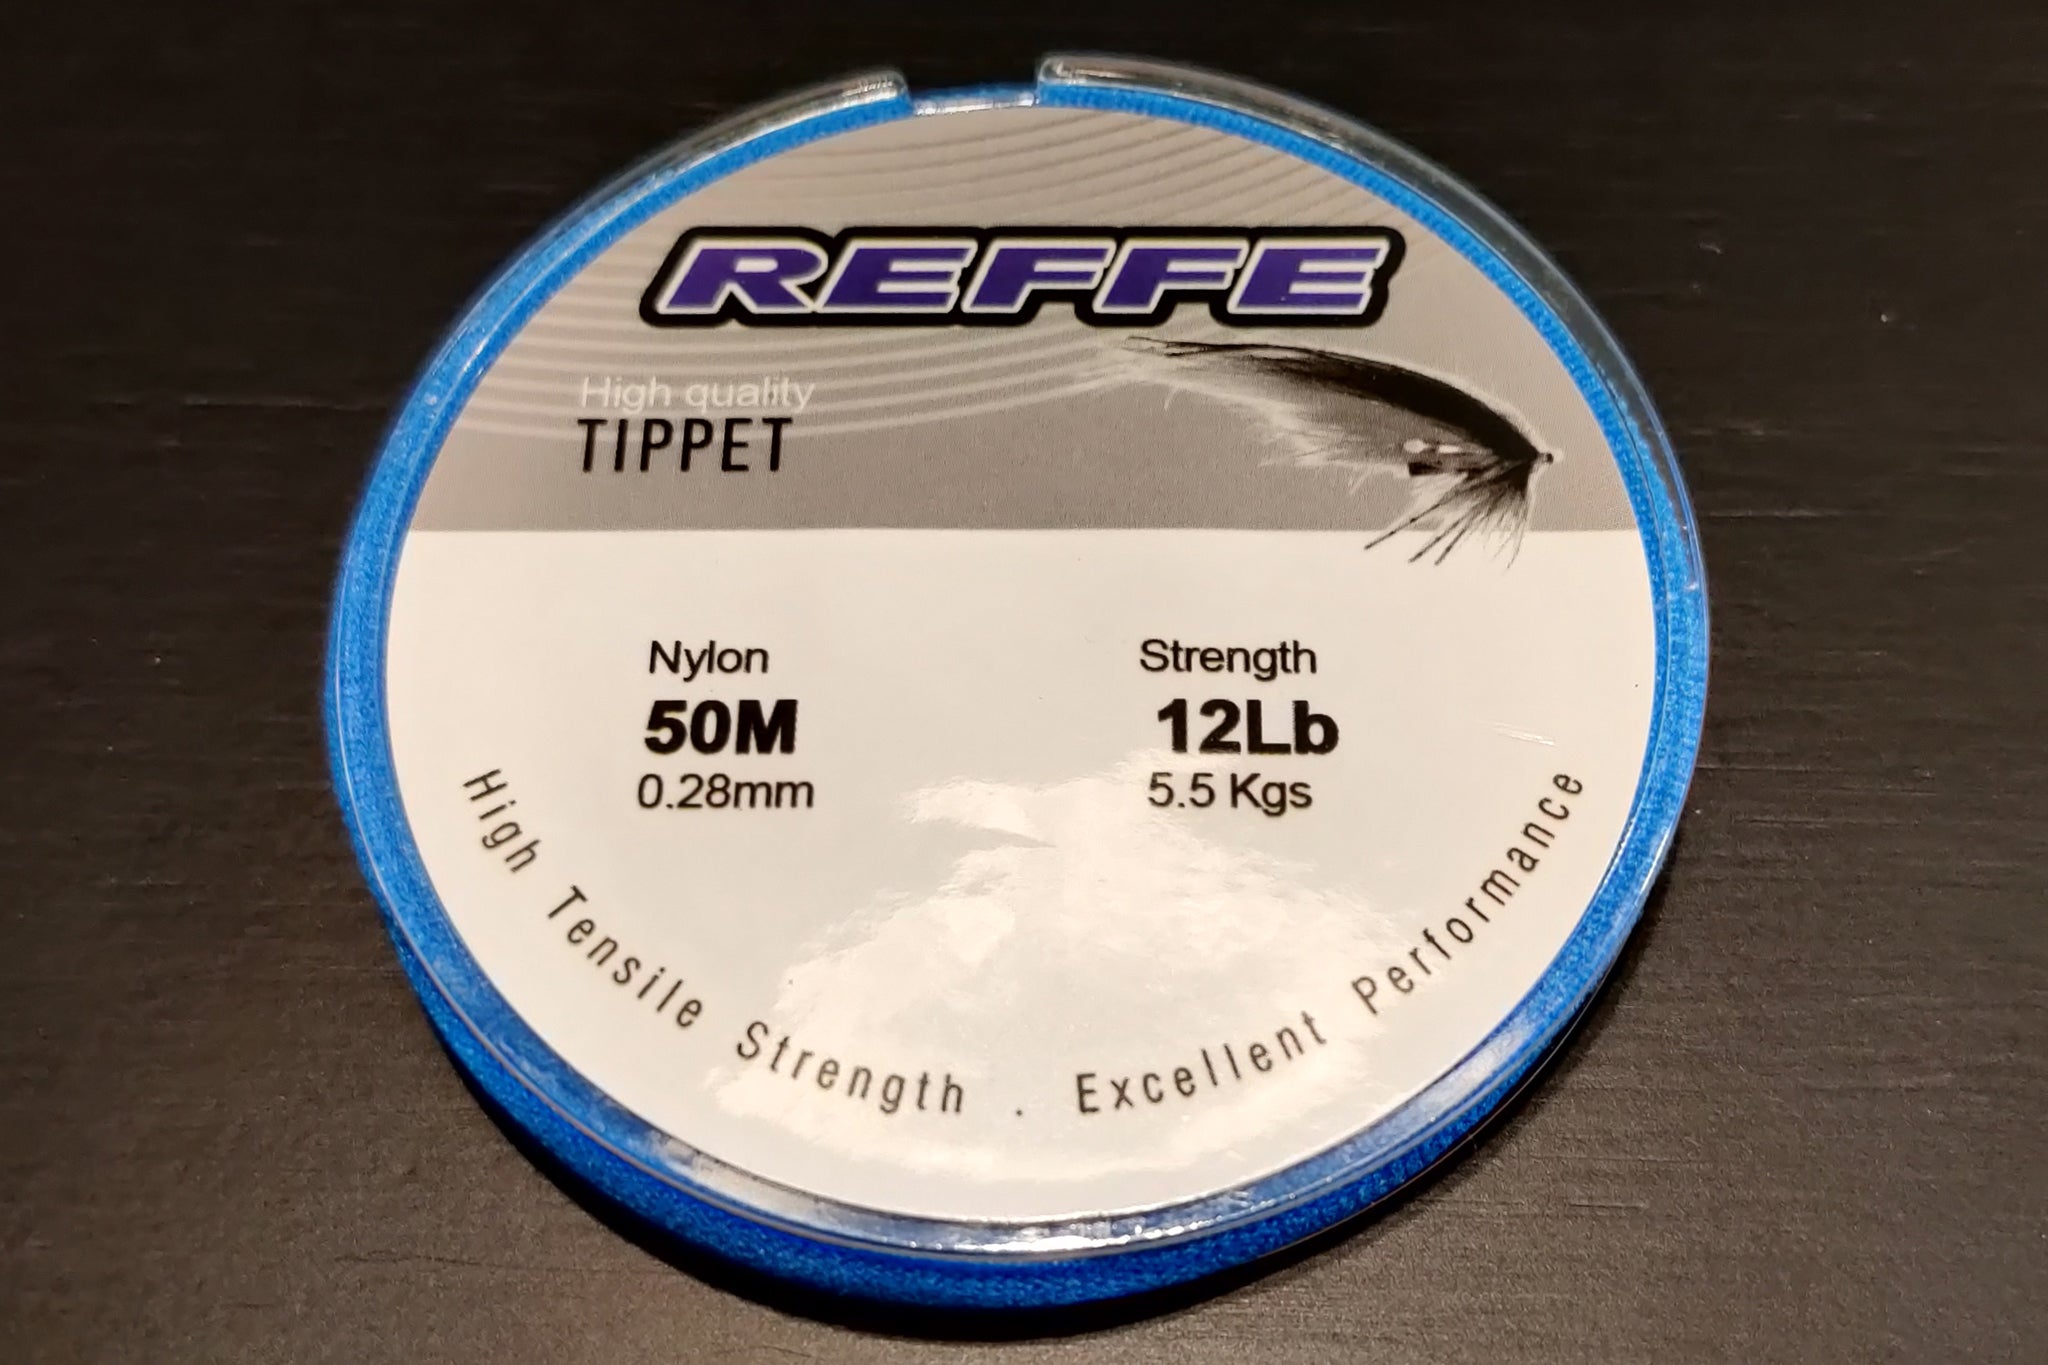 REFFE
High quality
TIPPET
Nylon
50M
0.28mm
Strength
12Lb
5.5 Kgs
High Tensile Strength . Excellent Performance